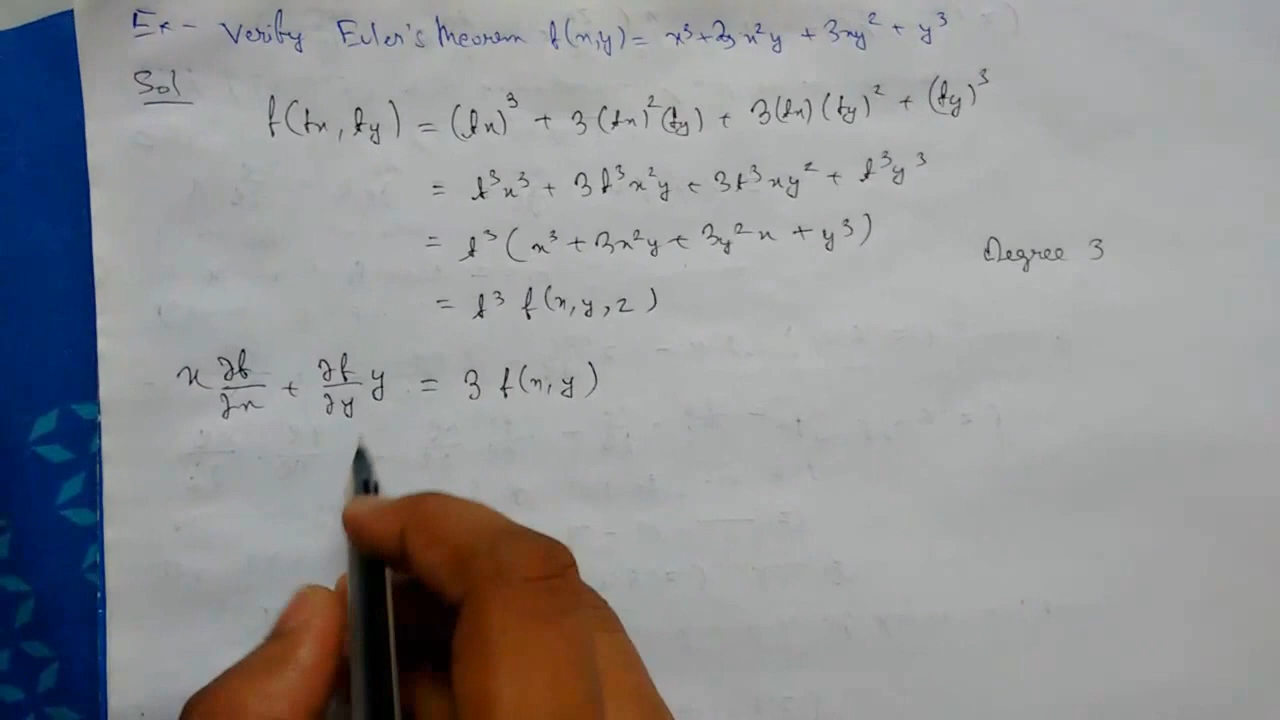 Ex - Verify Euler's theorem f(x,y) = x³+3x²y + 3xy² + y³
Sol
f(tx, ty) = (tx)³ + 3(tx)²(ty) + 3(tx)(ty)² + (ty)³
= t³x³ + 3t³x²y + 3t³xy² + t³y³
= t³(x³ + 3x²y + 3y²x + y³)
Degree 3
= t³ f(x,y,z)
x ∂f/∂x + ∂f/∂y y = 3 f(x,y)